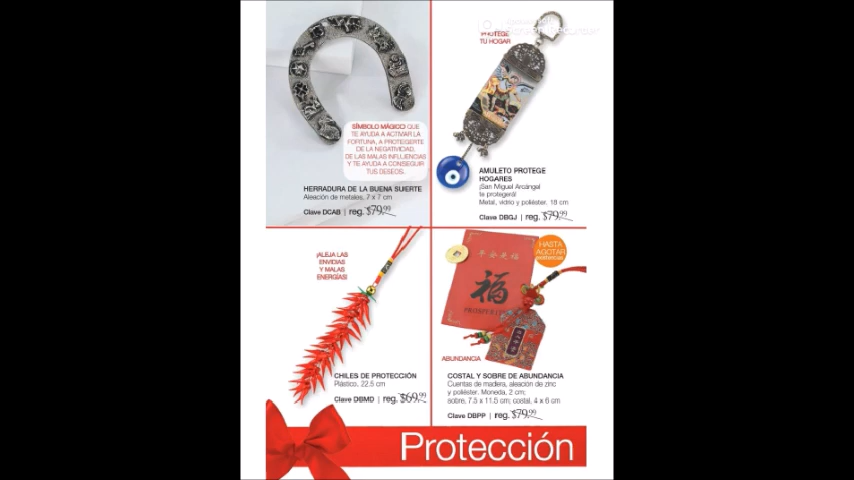 SÍMBOLO MÁGICO QUE
TE AYUDA A ACTIVAR LA
FORTUNA, A PROTEGERTE
DE LA NEGATIVIDAD,
DE LAS MALAS INFLUENCIAS
Y TE AYUDA A CONSEGUIR
TUS DESEOS.
HERRADURA DE LA BUENA SUERTE
Aleación de metales, 7 x 7 cm
Clave DCAB | reg. $79.99
PROTEGE
TU HOGAR
AMULETO PROTEGE
HOGARES
¡San Miguel Arcángel
te protegerá!
Metal, vidrio y poliéster. 18 cm
Clave DBGJ | reg. $79.99
¡ALEJA LAS
ENVIDIAS
Y MALAS
ENERGÍAS!
CHILES DE PROTECCIÓN
Plástico, 22.5 cm
Clave DBMD | reg. $69.99
HASTA
AGOTAR
existencias
福
PROSPERITY
ABUNDANCIA
COSTAL Y SOBRE DE ABUNDANCIA
Cuentas de madera, aleación de zinc
y poliéster. Moneda, 2 cm;
sobre, 7.5 x 11.5 cm; costal, 4 x 6 cm
Clave DBPP | reg. $79.99
Protección